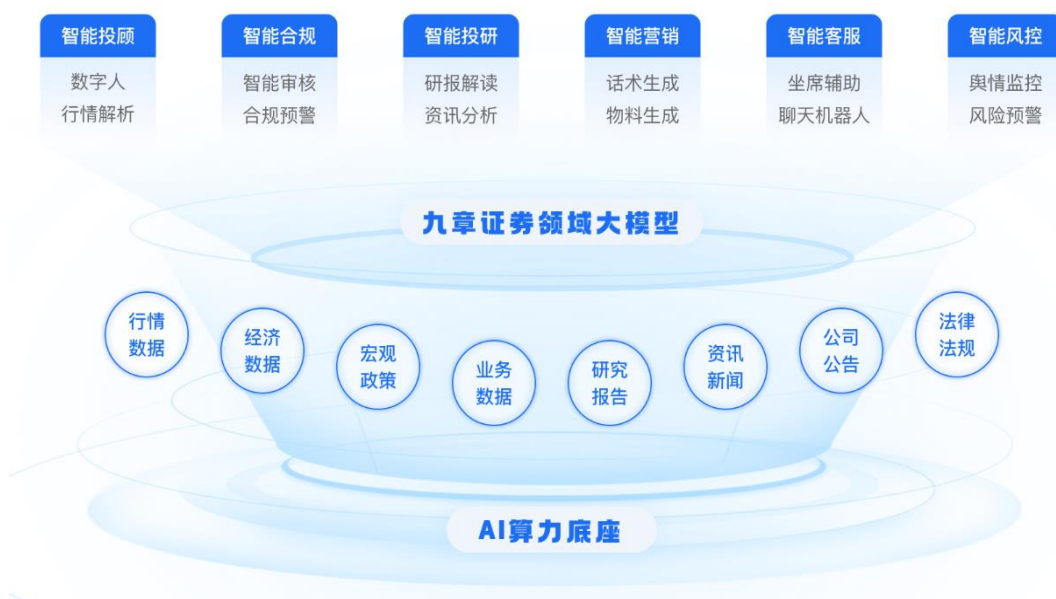 智能投顾
智能合规
智能投研
智能营销
智能客服
智能风控
数字人
智能审核
研报解读
话术生成
坐席辅助
舆情监控
行情解析
合规预警
资讯分析
物料生成
聊天机器人
风险预警
九章证券领域大模型
行情
数据
经济
数据
宏观
政策
业务
数据
研究
报告
资讯
新闻
公司
公告
法律
法规
AI算力底座